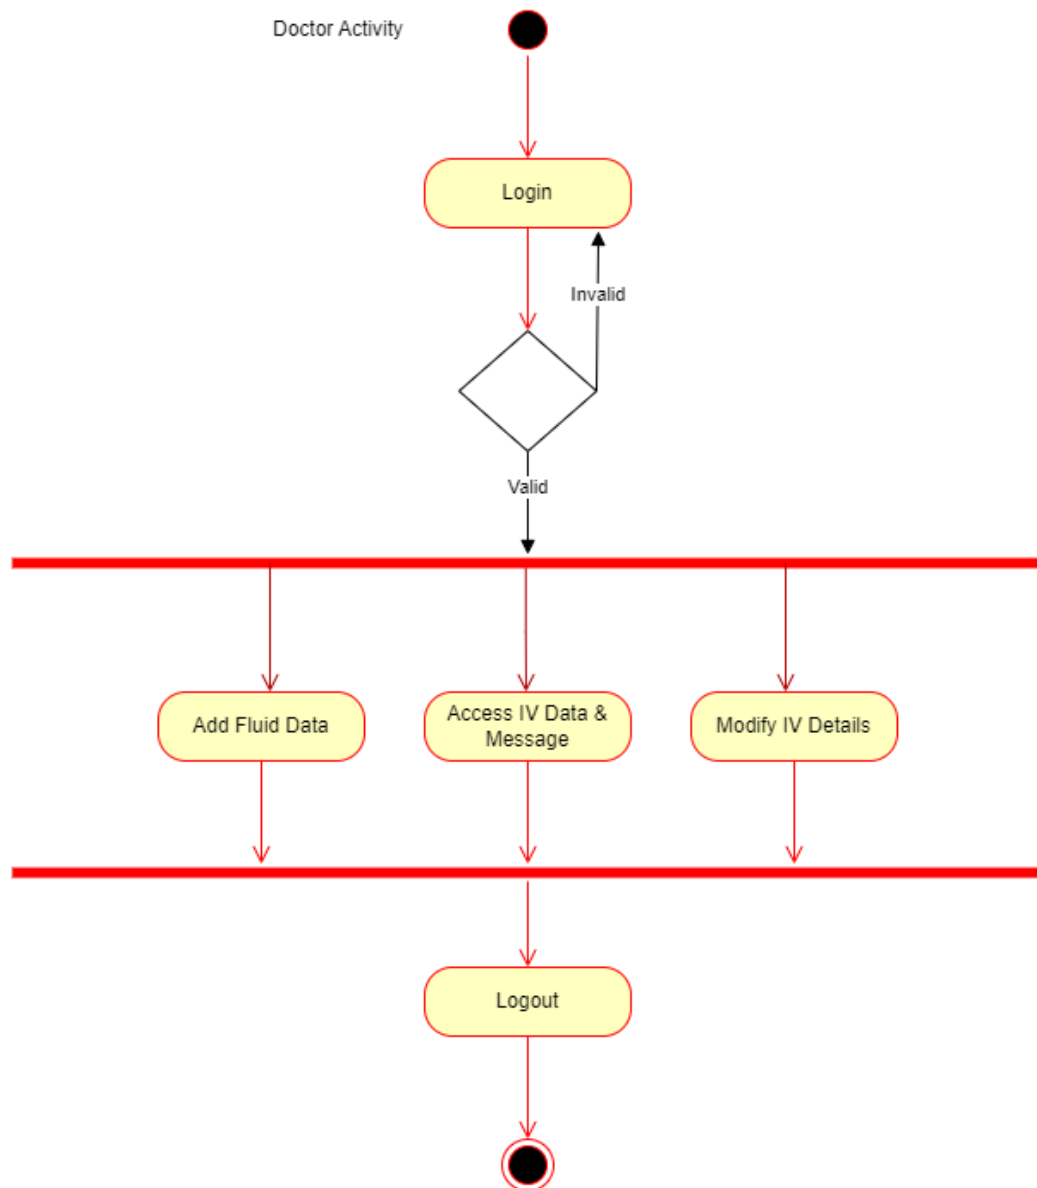 Doctor Activity
Login
Invalid
Valid
Add Fluid Data
Access IV Data &
Message
Modify IV Details
Logout